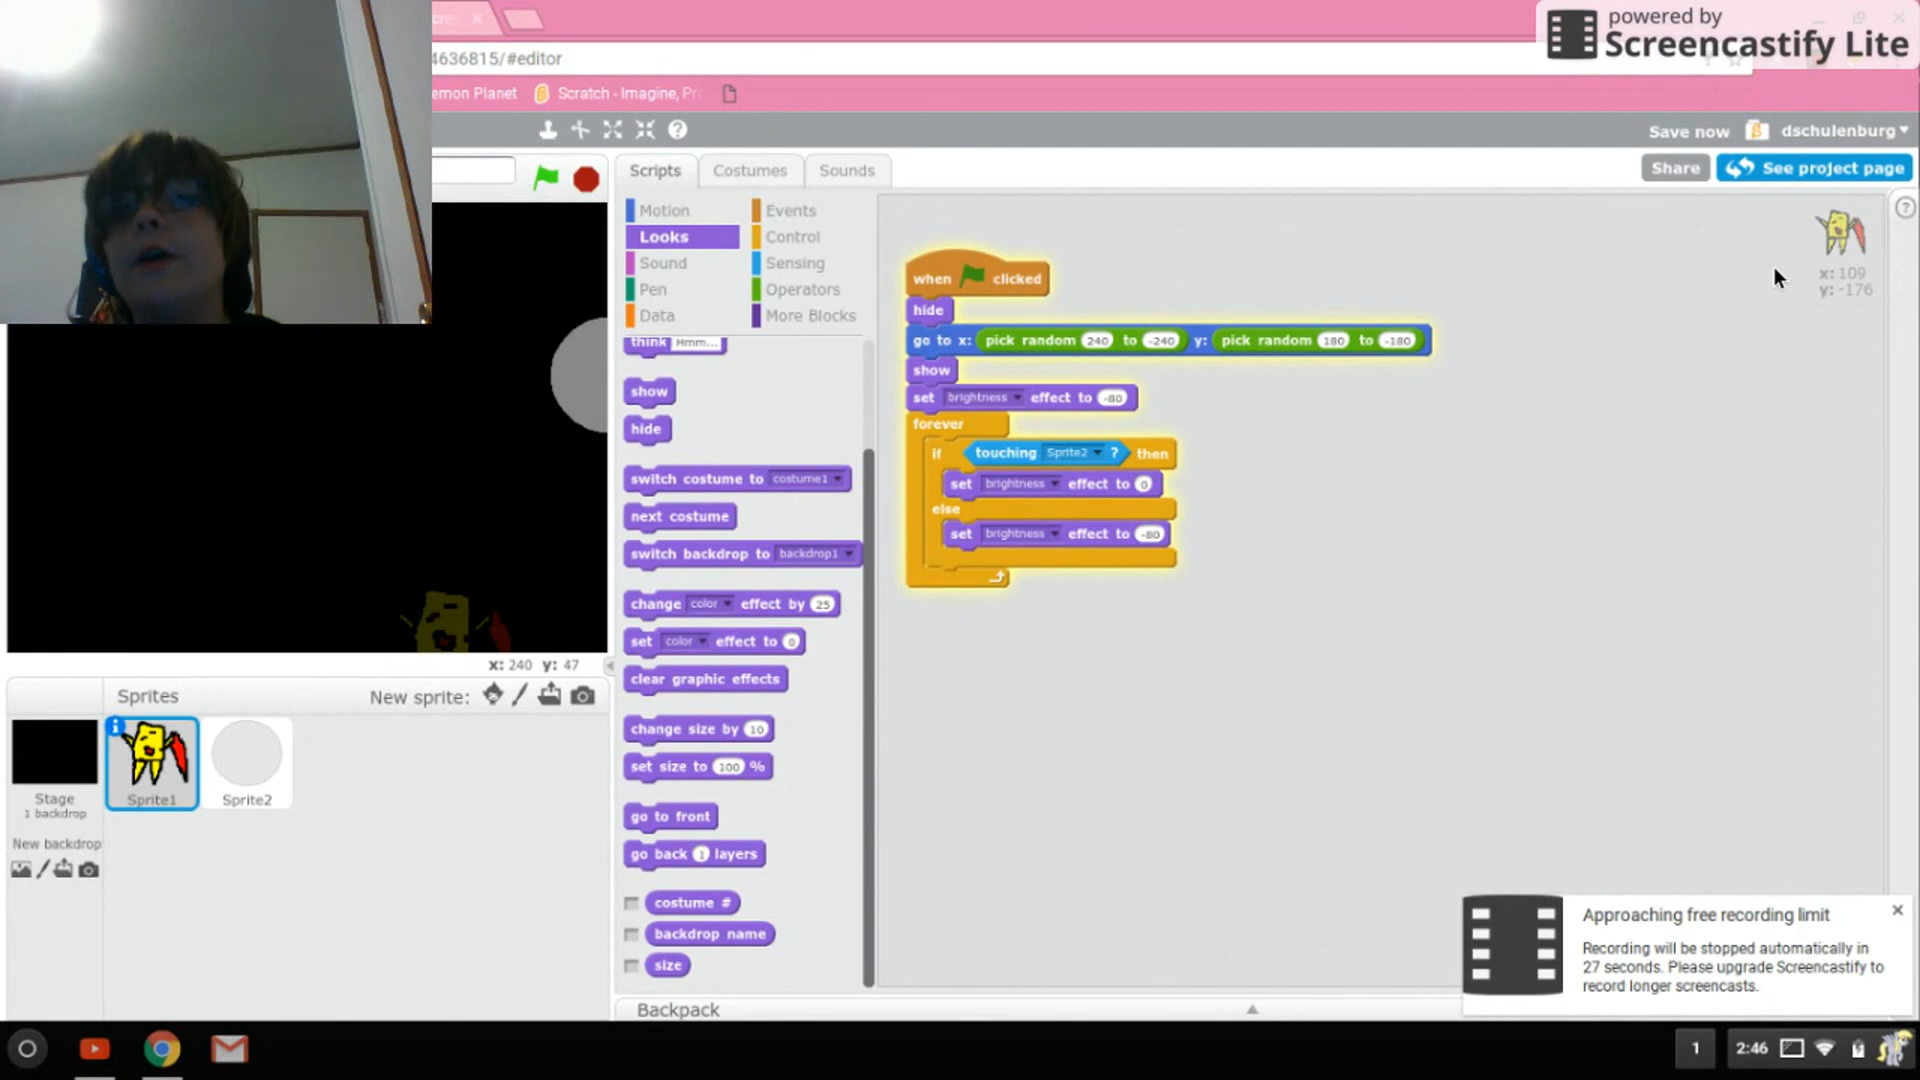 powered by
Screencastify Lite
4636815/#editor
emon Planet
Scratch - Imagine, Pr
Save now
dschulenburg
Share
See project page
Scripts
Costumes
Sounds
Motion
Events
Looks
Control
Sound
Sensing
Pen
Operators
Data
More Blocks
think Hmm...
show
hide
switch costume to costume1
next costume
switch backdrop to backdrop1
change color effect by 25
set color effect to 0
clear graphic effects
change size by 10
set size to 100 %
go to front
go back 1 layers
costume #
backdrop name
size
when clicked
hide
go to x: pick random 240 to -240 y: pick random 180 to -180
show
set brightness effect to -80
forever
if touching Sprite2 ? then
set brightness effect to 0
else
set brightness effect to -80
x: 109
y: -176
x: 240 y: 47
Sprites
New sprite:
Stage
1 backdrop
Sprite1
Sprite2
New backdrop
Backpack
Approaching free recording limit
Recording will be stopped automatically in
27 seconds. Please upgrade Screencastify to
record longer screencasts.
1
2:46